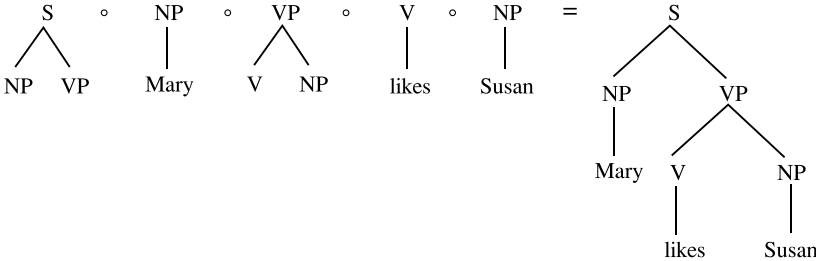 S ∘ NP ∘ VP ∘ V ∘ NP = S
NP VP Mary V NP likes Susan NP VP
Mary V NP
likes Susan